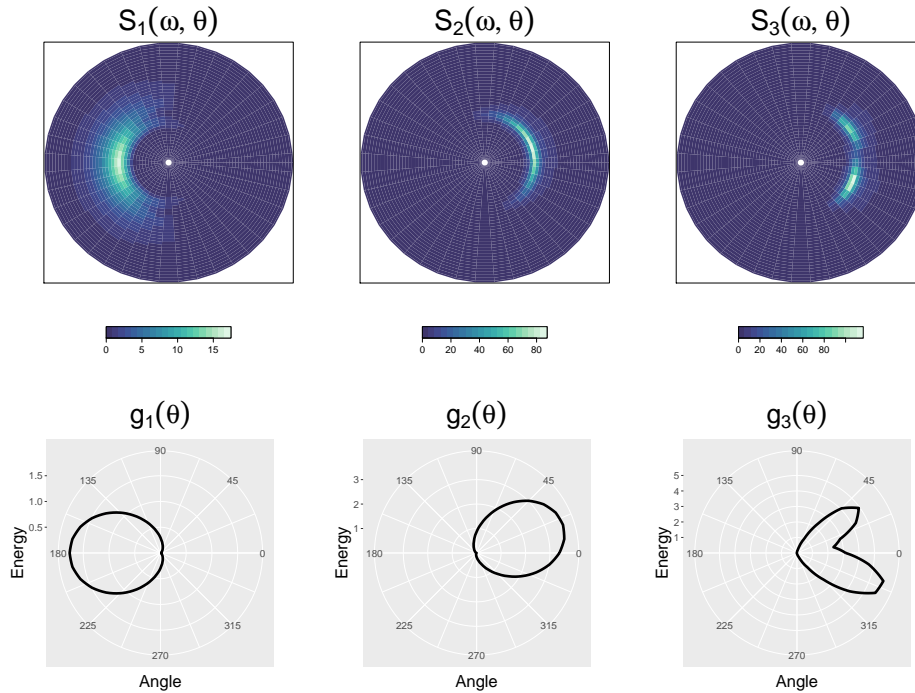 S₁(ω, θ)
S₂(ω, θ)
S₃(ω, θ)
0 5 10 15
0 20 40 60 80
0 20 40 60 80
g₁(θ)
g₂(θ)
g₃(θ)
Energy
1.5
1.0
0.5
90
135
45
180
0
225
315
270
Angle
Energy
3
2
1
90
135
45
180
0
225
315
270
Angle
Energy
5
4
3
2
1
90
135
45
180
0
225
315
270
Angle